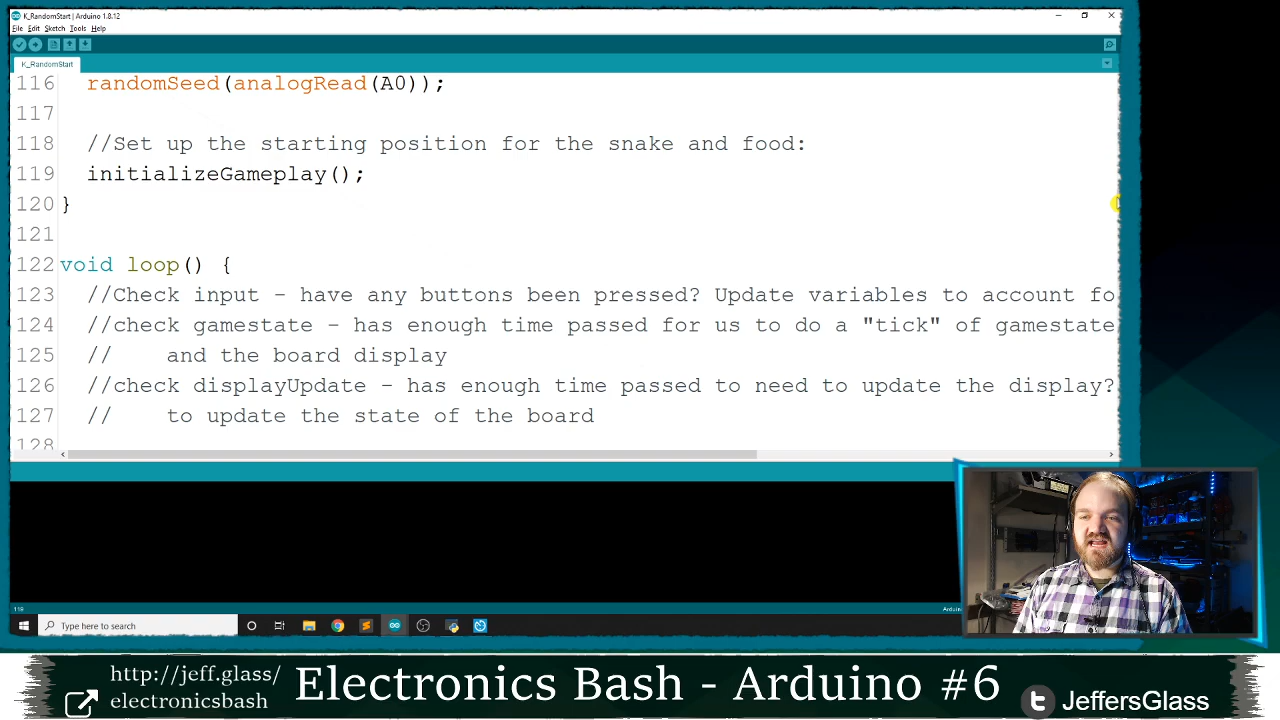 K_RandomStart | Arduino 1.8.12
File Edit Sketch Tools Help
K_RandomStart
116 randomSeed(analogRead(A0));
117
118 //Set up the starting position for the snake and food:
119 initializeGameplay();
120 }
121
122 void loop() {
123 //Check input - have any buttons been pressed? Update variables to account fo
124 //check gamestate - has enough time passed for us to do a "tick" of gamestate
125 // and the board display
126 //check displayUpdate - has enough time passed to need to update the display?
127 // to update the state of the board
128
119
Arduino
Type here to search
http://jeff.glass/
electronicsbash
Electronics Bash - Arduino #6
JeffersGlass